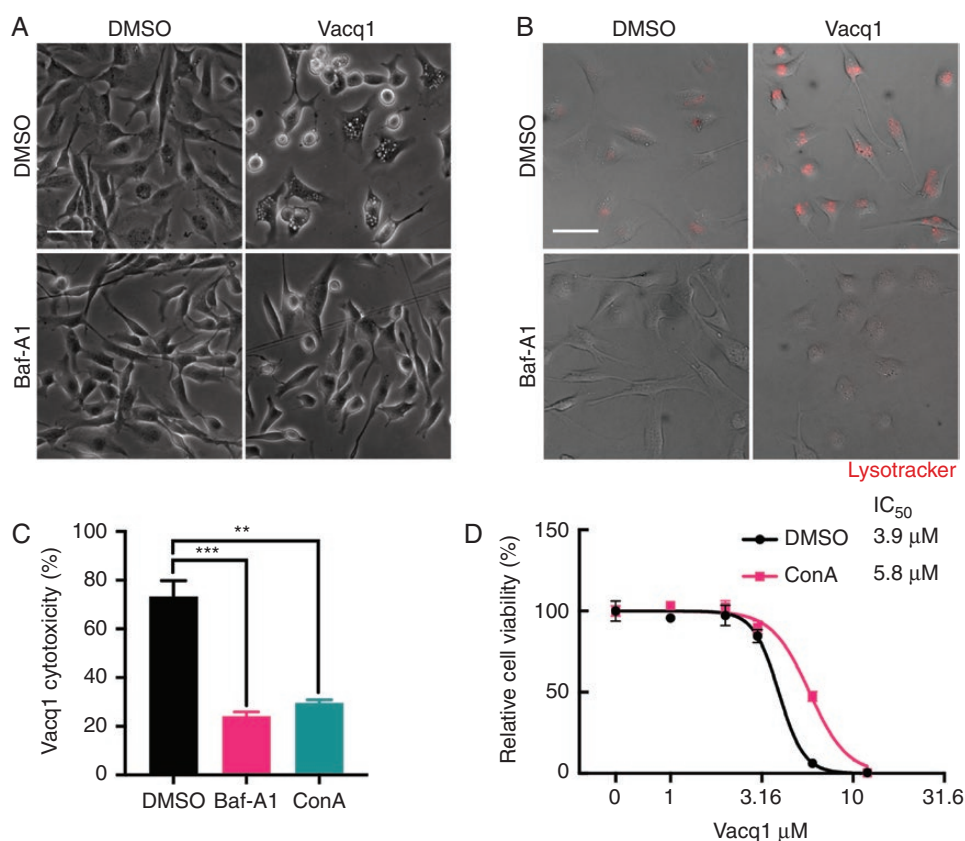 A
DMSO
Vacq1
DMSO
Baf-A1
B
DMSO
Vacq1
DMSO
Baf-A1
Lysotracker
C
Vacq1 cytotoxicity (%)
100
80
60
40
20
0
**
***
DMSO
Baf-A1
ConA
D
Relative cell viability (%)
150
100
50
0
IC50
DMSO 3.9 µM
ConA 5.8 µM
0 1 3.16 10 31.6
Vacq1 µM